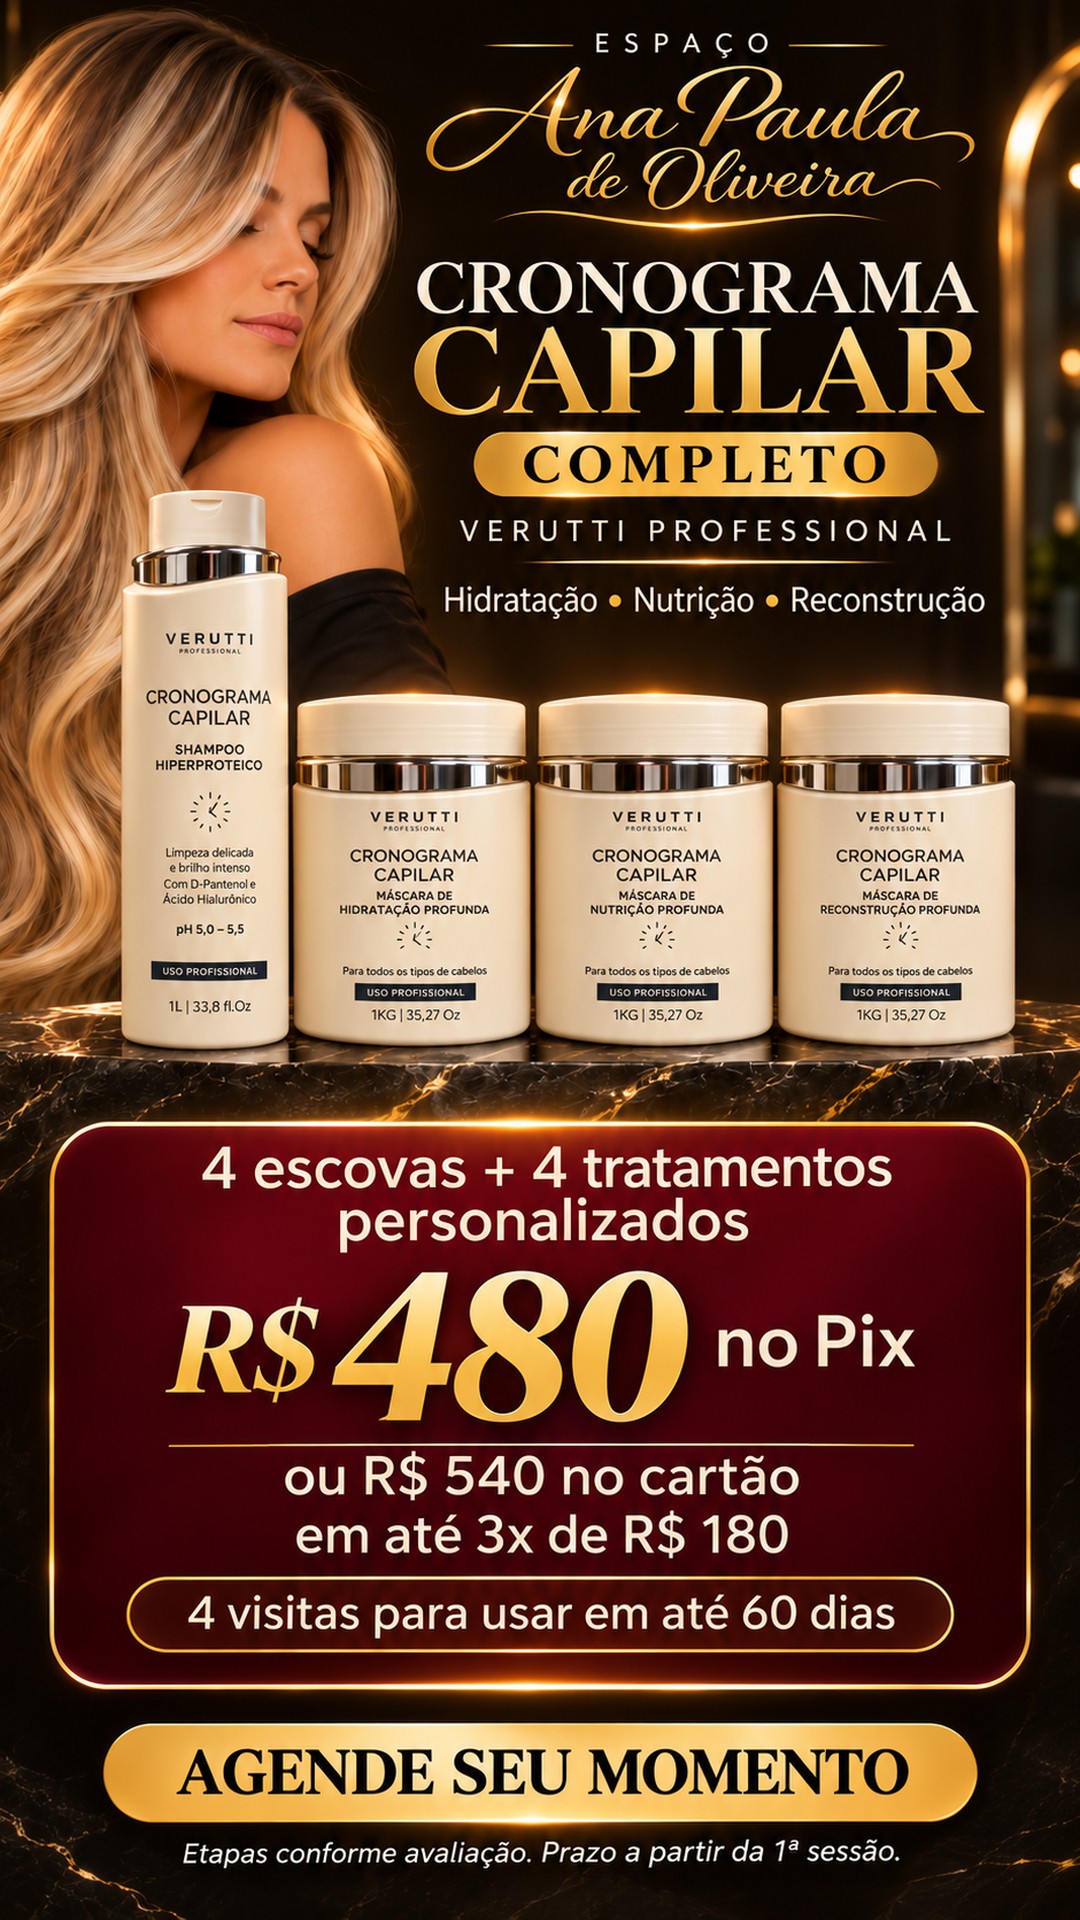 ESPAÇO
Ana Paula
de Oliveira
CRONOGRAMA
CAPILAR
COMPLETO
VERUTTI PROFESSIONAL
Hidratação • Nutrição • Reconstrução
VERUTTI
PROFESSIONAL
CRONOGRAMA
CAPILAR
SHAMPOO
HIPERPROTEICO
Limpeza delicada
e brilho intenso
Com D-Pantenol e
Ácido Hialurônico
pH 5,0 – 5,5
USO PROFISSIONAL
1L | 33,8 fl.Oz
VERUTTI
PROFESSIONAL
CRONOGRAMA
CAPILAR
MÁSCARA DE
HIDRATAÇÃO PROFUNDA
Para todos os tipos de cabelos
USO PROFISSIONAL
1KG | 35,27 Oz
VERUTTI
PROFESSIONAL
CRONOGRAMA
CAPILAR
MÁSCARA DE
NUTRIÇÃO PROFUNDA
Para todos os tipos de cabelos
USO PROFISSIONAL
1KG | 35,27 Oz
VERUTTI
PROFESSIONAL
CRONOGRAMA
CAPILAR
MÁSCARA DE
RECONSTRUÇÃO PROFUNDA
Para todos os tipos de cabelos
USO PROFISSIONAL
1KG | 35,27 Oz
4 escovas + 4 tratamentos
personalizados
R$ 480 no Pix
ou R$ 540 no cartão
em até 3x de R$ 180
4 visitas para usar em até 60 dias
AGENDE SEU MOMENTO
Etapas conforme avaliação. Prazo a partir da 1ª sessão.